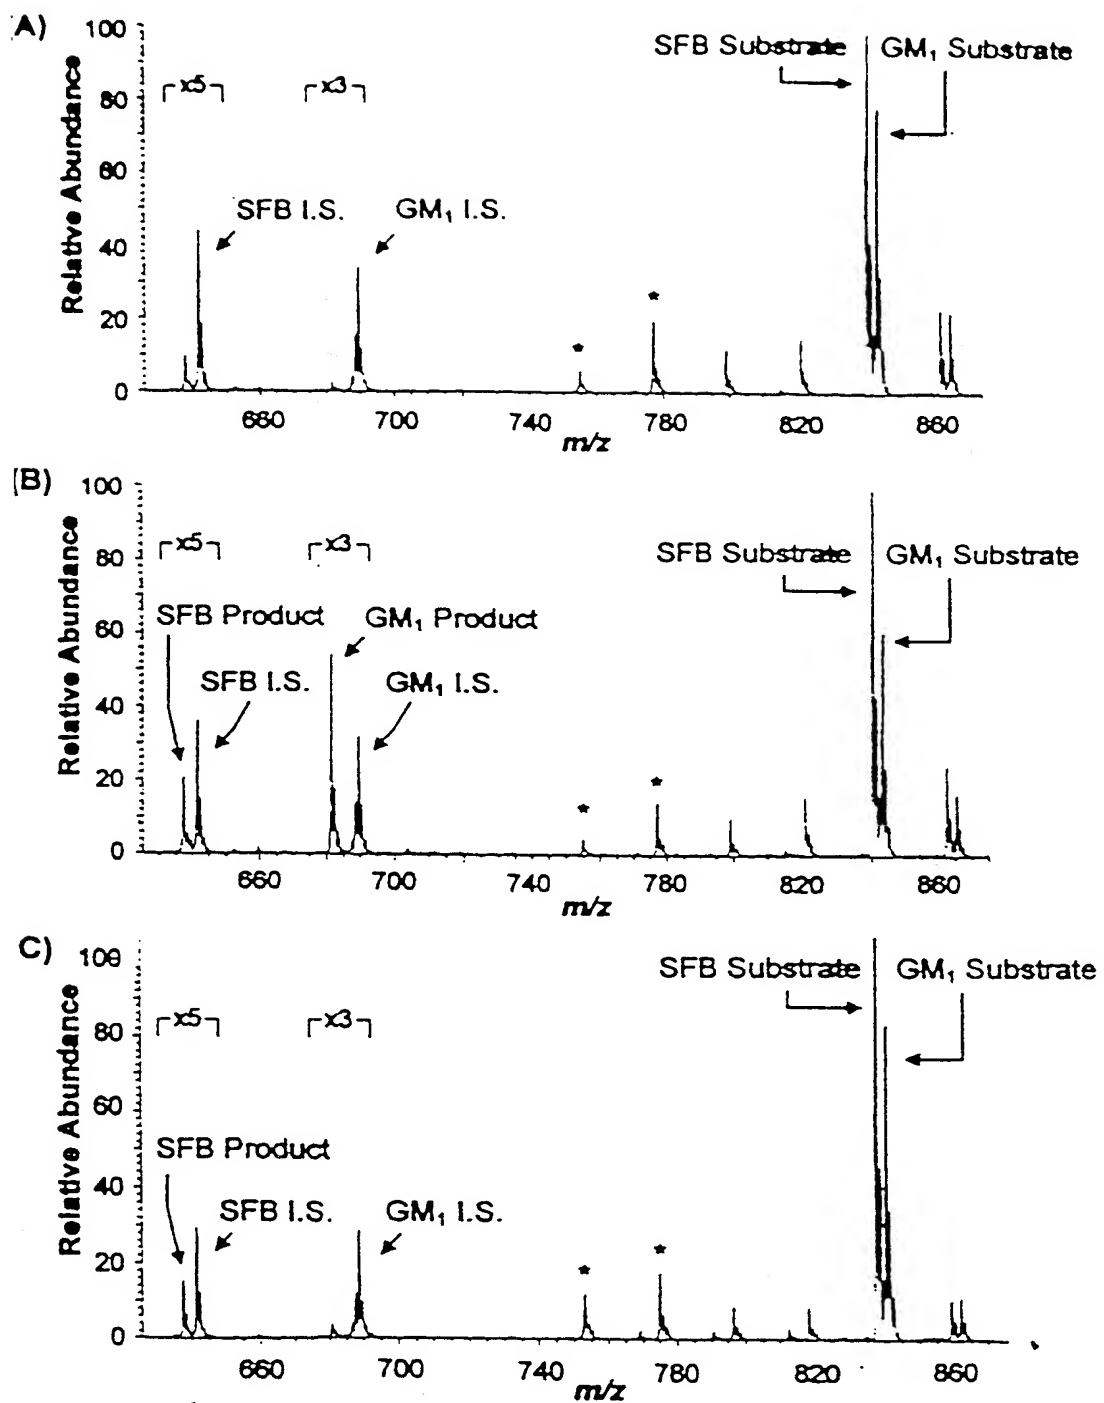 A)
100
SFB Substrate
GM₁ Substrate
x5
x3
80
60
SFB I.S.
GM₁ I.S.
40
*
20
*
0
Relative Abundance
660 700 740 780 820 860
m/z
(B)
100
x5
x3
SFB Substrate
GM₁ Substrate
80
SFB Product
GM₁ Product
60
SFB I.S.
GM₁ I.S.
40
*
20
*
0
Relative Abundance
660 700 740 780 820 860
m/z
C)
100
SFB Substrate
GM₁ Substrate
x5
x3
80
60
SFB Product
40
SFB I.S.
GM₁ I.S.
*
20
*
0
Relative Abundance
660 700 740 780 820 860
m/z